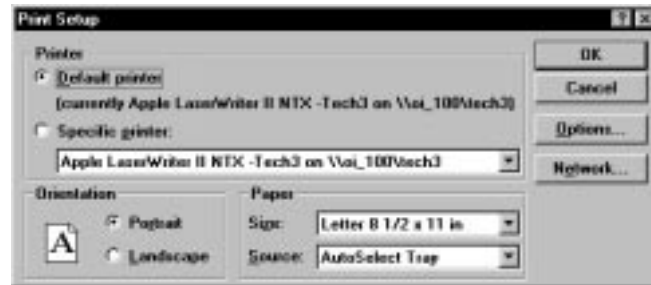 Print Setup
Printer
Default printer
(currently Apple LaserWriter II NTX -Tech3 on \\oi_100\tech3)
Specific printer:
Apple LaserWriter II NTX -Tech3 on \\oi_100\tech3
Orientation
A
Portrait
Landscape
Paper
Size: Letter 8 1/2 x 11 in
Source: AutoSelect Tray
OK
Cancel
Options...
Network...